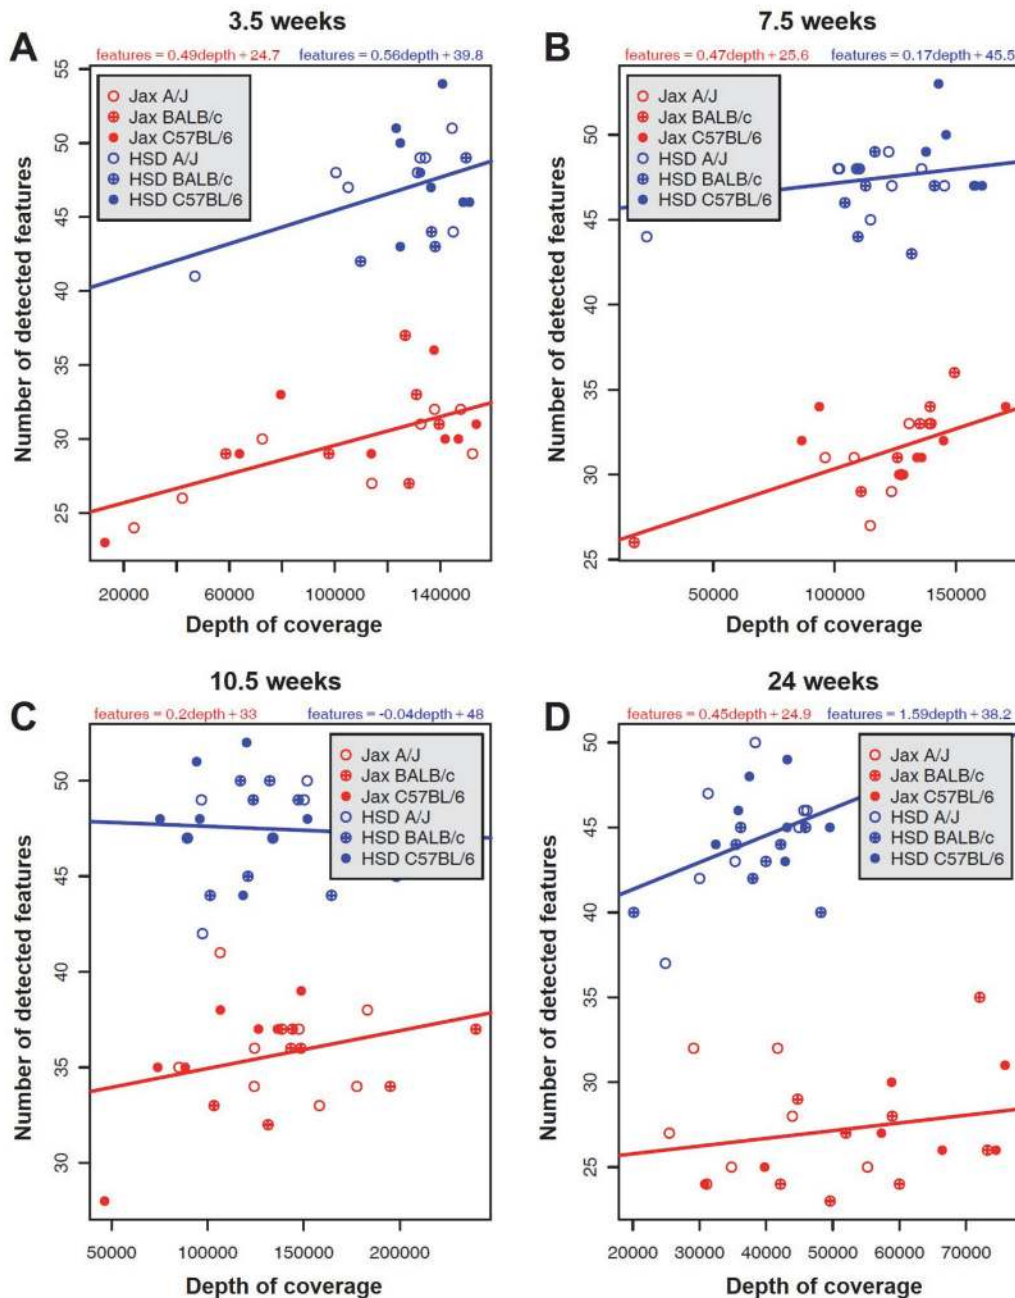 A
3.5 weeks
features = 0.49depth + 24.7
features = 0.56depth + 39.8
Jax A/J
Jax BALB/c
Jax C57BL/6
HSD A/J
HSD BALB/c
HSD C57BL/6
55
50
45
40
35
30
25
Number of detected features
20000
60000
100000
140000
Depth of coverage
B
7.5 weeks
features = 0.47depth + 25.6
features = 0.17depth + 45.5
Jax A/J
Jax BALB/c
Jax C57BL/6
HSD A/J
HSD BALB/c
HSD C57BL/6
50
45
40
35
30
25
Number of detected features
50000
100000
150000
Depth of coverage
C
10.5 weeks
features = 0.2depth + 33
features = -0.04depth + 48
Jax A/J
Jax BALB/c
Jax C57BL/6
HSD A/J
HSD BALB/c
HSD C57BL/6
50
45
40
35
30
Number of detected features
50000
100000
150000
200000
Depth of coverage
D
24 weeks
features = 0.45depth + 24.9
features = 1.59depth + 38.2
Jax A/J
Jax BALB/c
Jax C57BL/6
HSD A/J
HSD BALB/c
HSD C57BL/6
50
45
40
35
30
25
Number of detected features
20000
30000
40000
50000
60000
70000
Depth of coverage